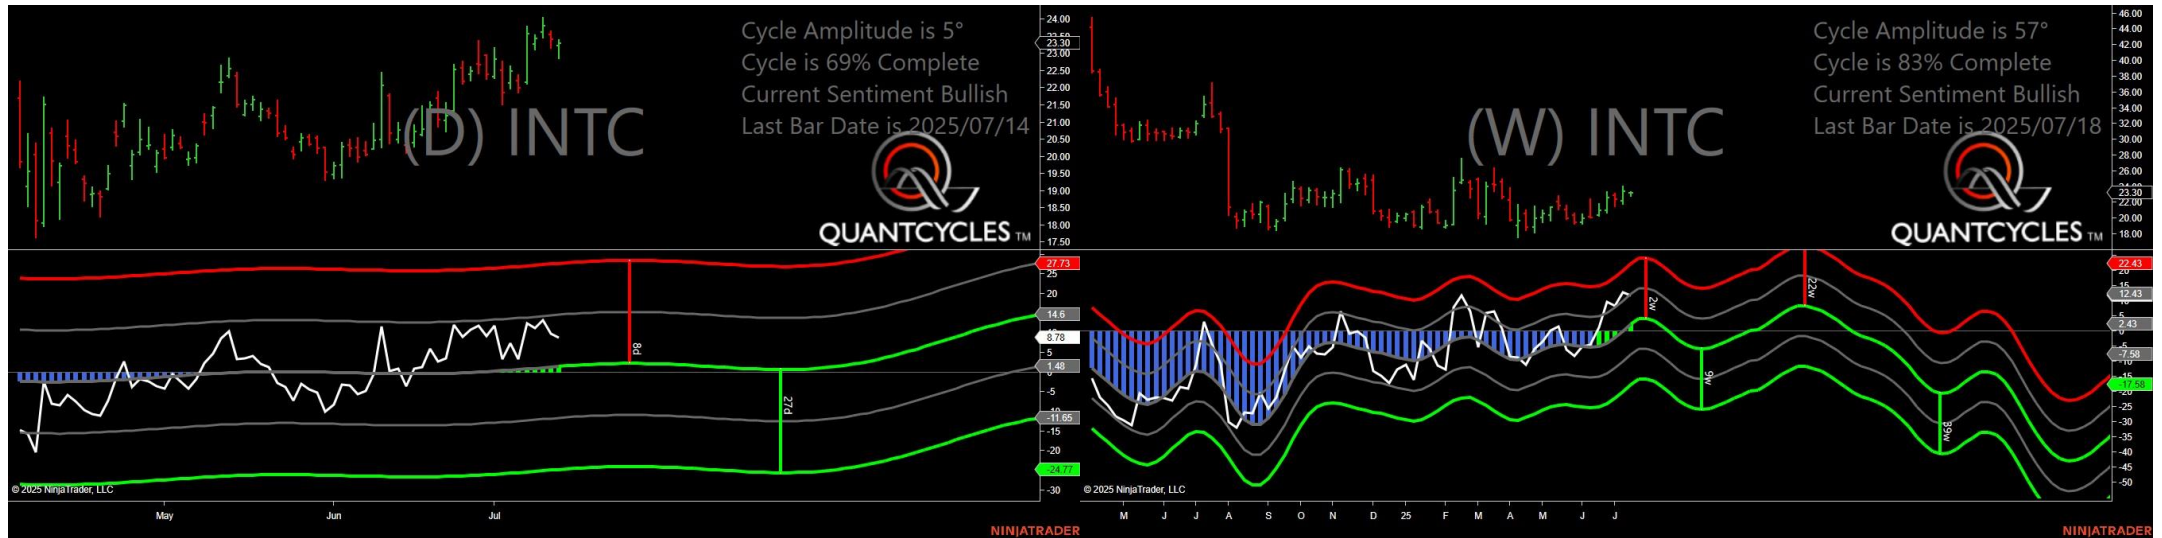 Cycle Amplitude is 5°
Cycle is 69% Complete
Current Sentiment Bullish
Last Bar Date is 2025/07/14
(D) INTC
QUANTCYCLES TM
24.00
23.30
23.00
22.50
22.00
21.50
21.00
20.50
20.00
19.50
19.00
18.50
18.00
17.50
27.73
25
20
14.6
8.78
5
1.48
-5
-11.65
-15
-20
-24.77
-30
8d
27d
© 2025 NinjaTrader, LLC
May
Jun
Jul
NINJATRADER
Cycle Amplitude is 57°
Cycle is 83% Complete
Current Sentiment Bullish
Last Bar Date is 2025/07/18
(W) INTC
QUANTCYCLES TM
46.00
44.00
42.00
40.00
38.00
36.00
34.00
32.00
30.00
28.00
26.00
23.30
22.00
20.00
18.00
22.43
15
12.43
5
2.43
-7.58
-17.58
-25
-30
-35
-40
-45
-50
2w
22w
9w
39w
© 2025 NinjaTrader, LLC
M
J
J
A
S
O
N
D
25
F
M
A
M
J
J
NINJATRADER